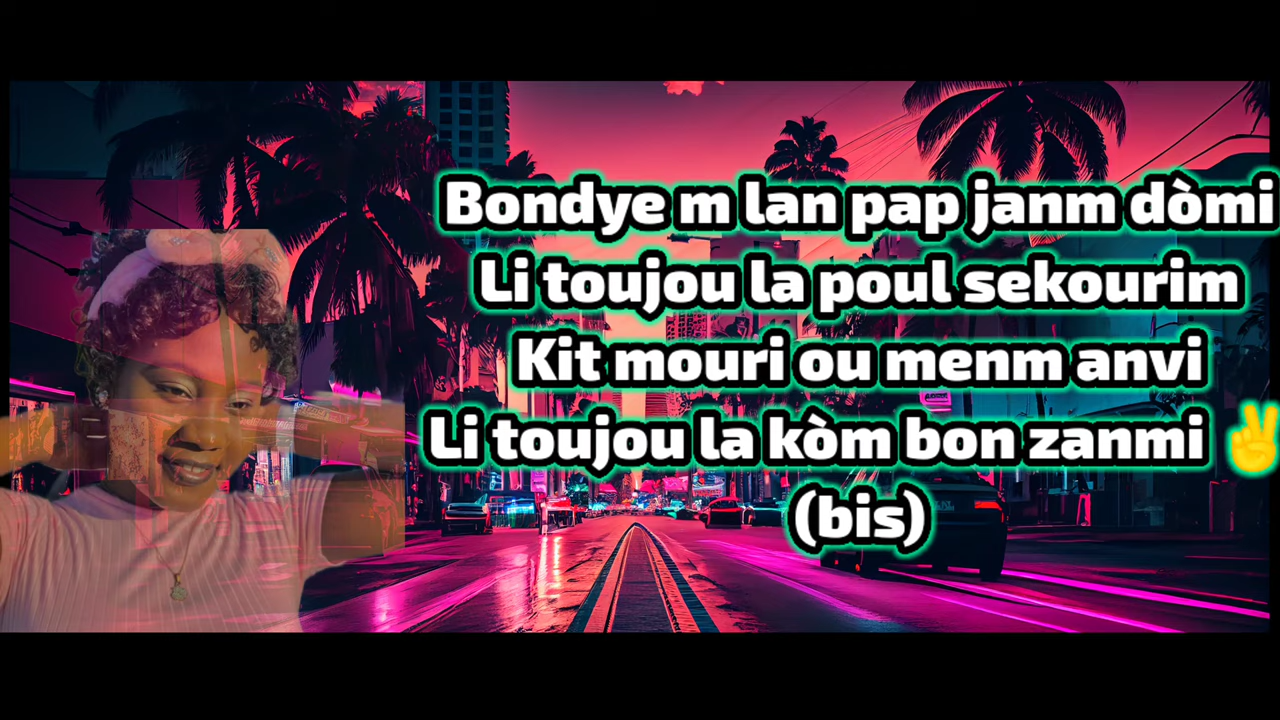 Bondye m lan pap janm dòmi
Li toujou la poul sekourim
Kit mouri ou menm anvi
Li toujou la kòm bon zanmi ✌
(bis)